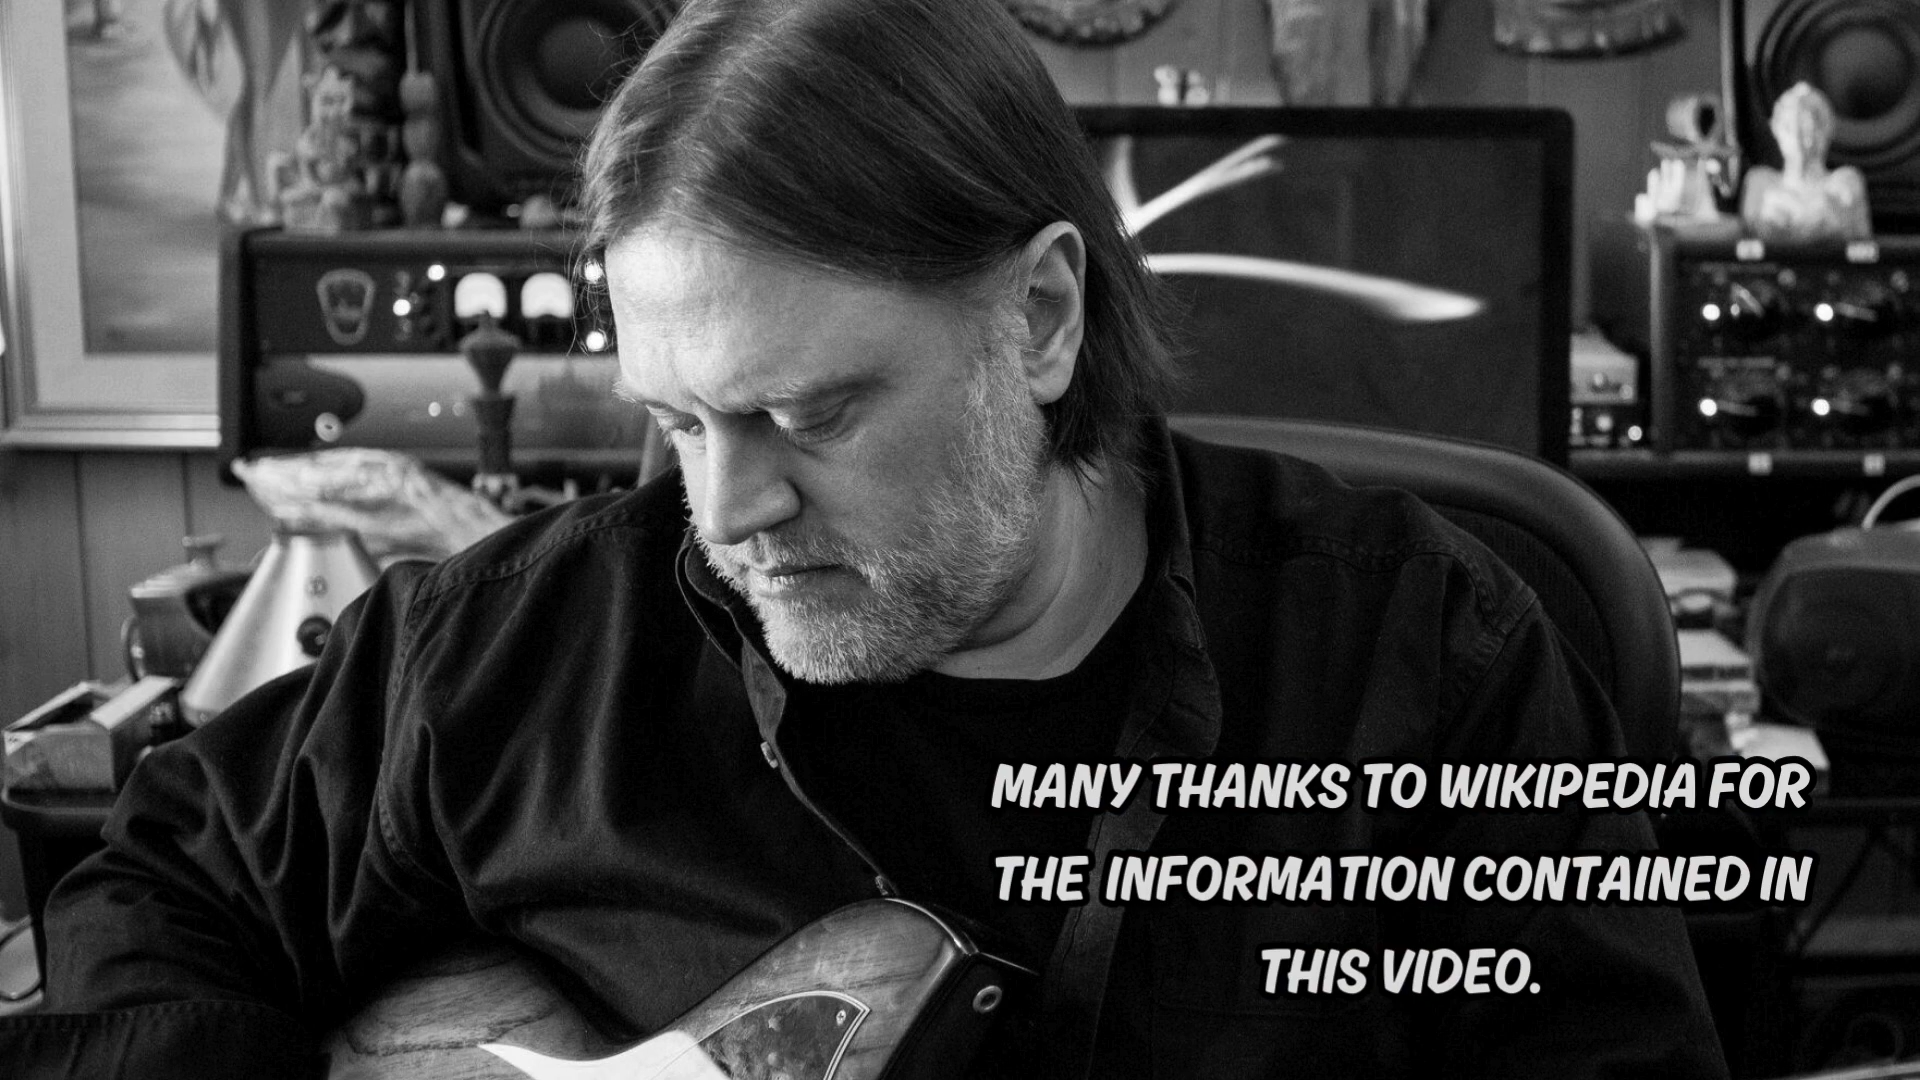 MANY THANKS TO WIKIPEDIA FOR
THE INFORMATION CONTAINED IN
THIS VIDEO.